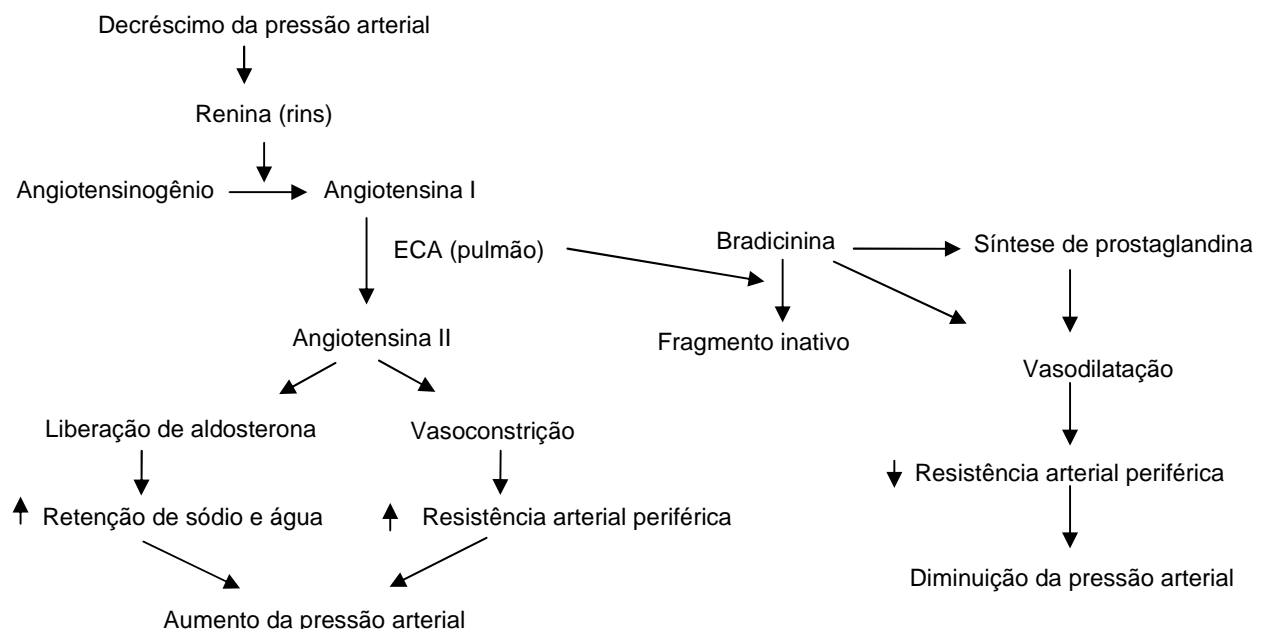 Decréscimo da pressão arterial
Renina (rins)
Angiotensinogênio
Angiotensina I
ECA (pulmão)
Bradicinina
Síntese de prostaglandina
Angiotensina II
Fragmento inativo
Vasodilatação
Liberação de aldosterona
Vasoconstrição
Resistência arterial periférica
Retenção de sódio e água
Resistência arterial periférica
Diminuição da pressão arterial
Aumento da pressão arterial